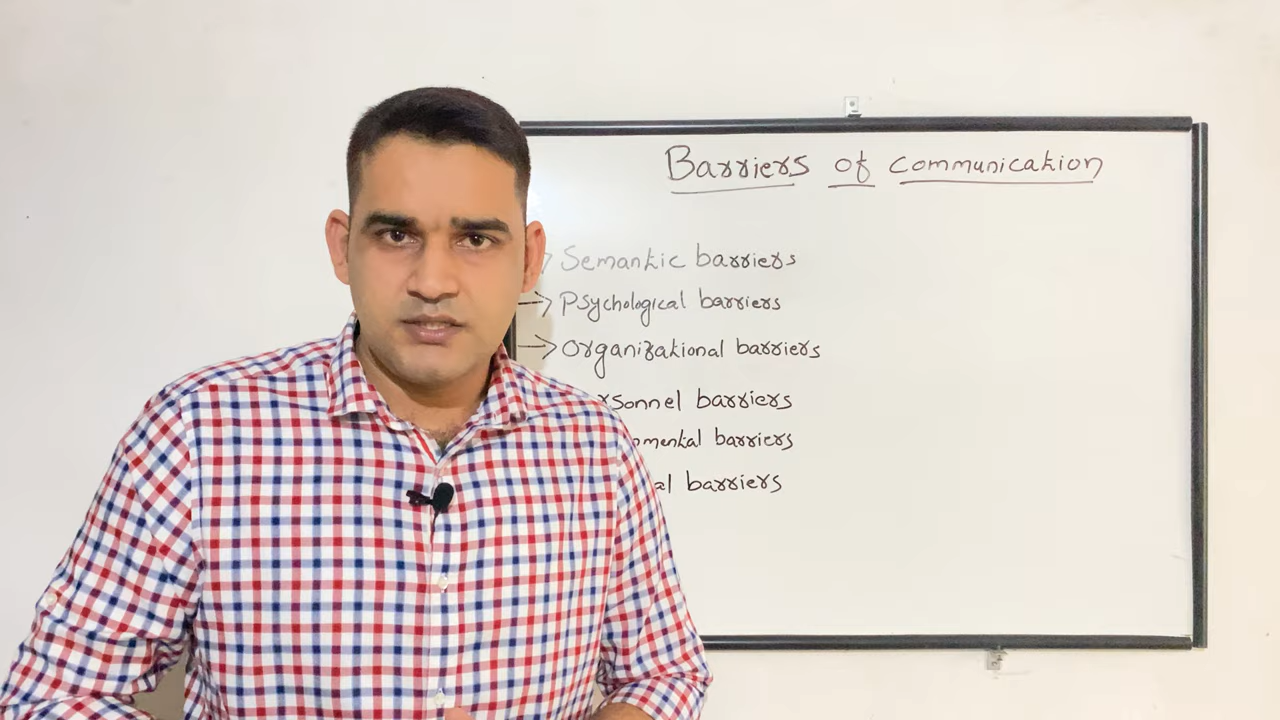 Barriers of communication
Semantic barriers
Psychological barriers
Organizational barriers
barriers
barriers
barriers